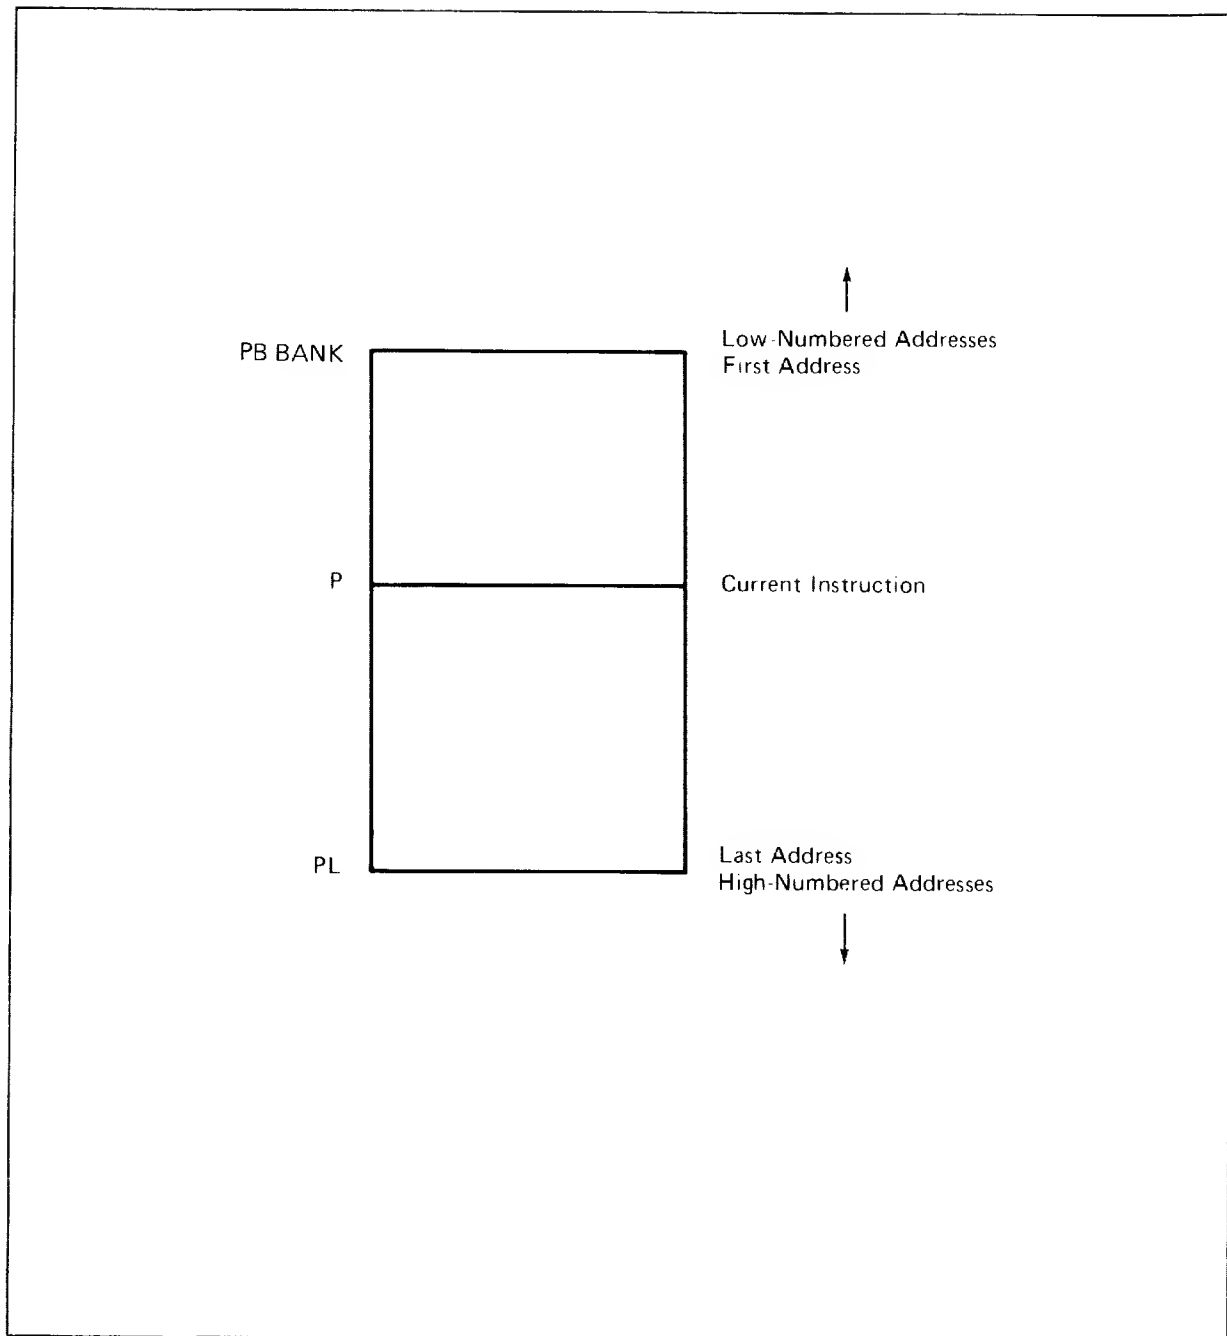 PB BANK
Low-Numbered Addresses
First Address
P
Current Instruction
PL
Last Address
High-Numbered Addresses